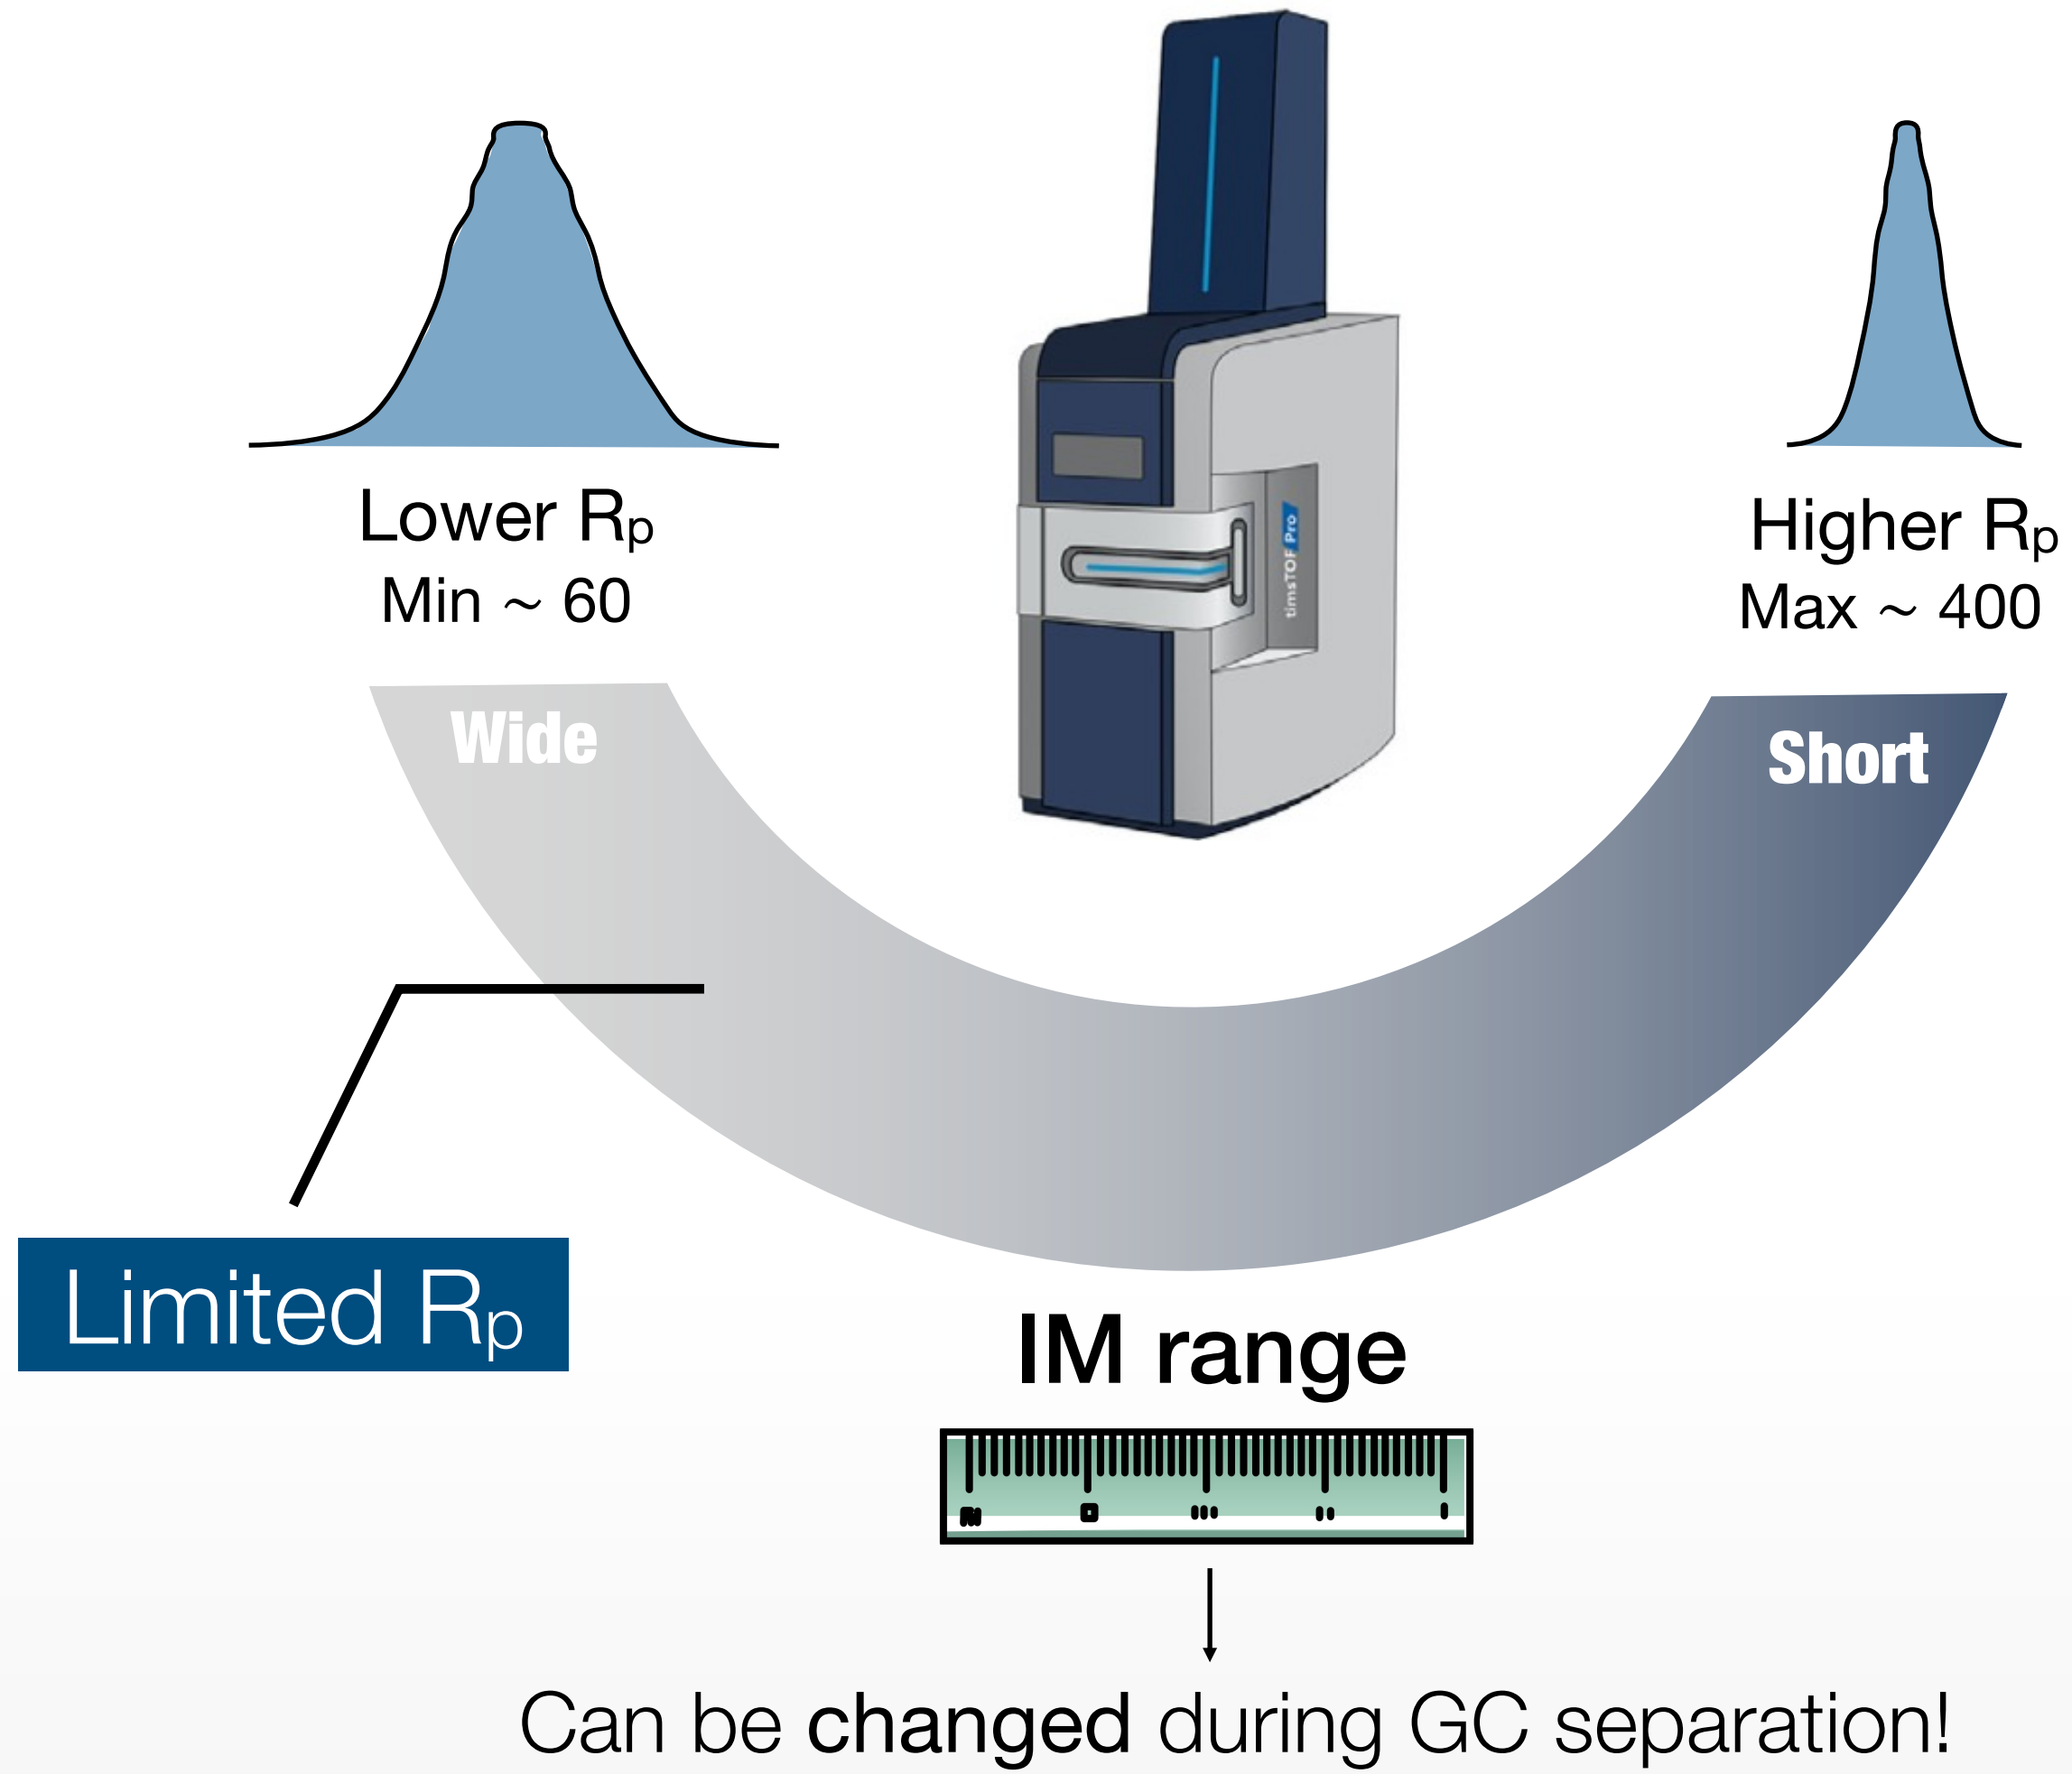 Lower Rp
Min ~ 60
Higher Rp
Max ~ 400
timsTOF Pro
Wide
Short
Limited Rp
IM range
Can be changed during GC separation!